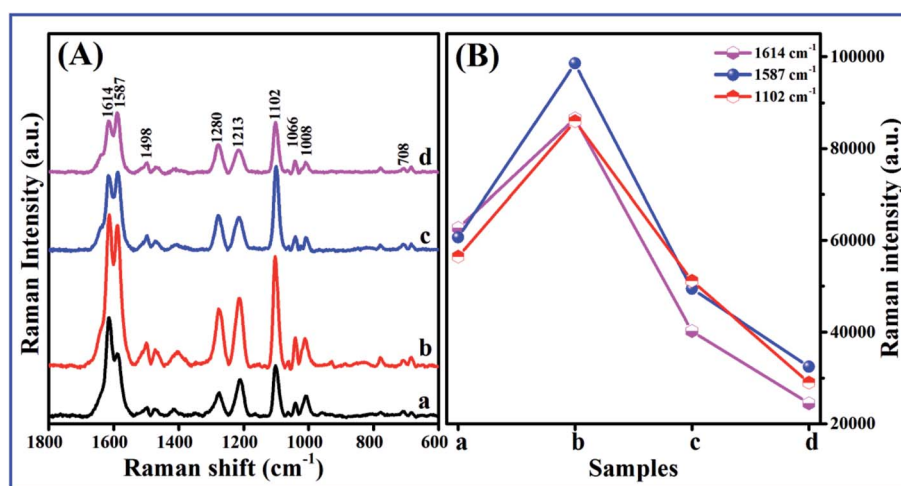 (A)
1614
1587
1498
1280
1213
1102
1066
1008
708
d
c
b
a
Raman Intensity (a.u.)
1800 1600 1400 1200 1000 800 600
Raman shift (cm⁻¹)
(B)
1614 cm⁻¹
1587 cm⁻¹
1102 cm⁻¹
100000
80000
60000
40000
20000
Raman intensity (a.u.)
a b c d
Samples